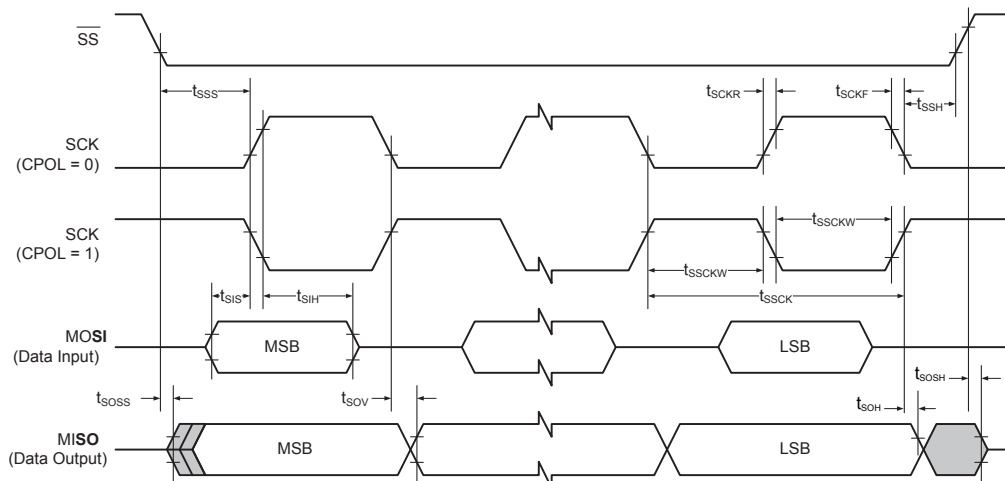 SS
tSSS
tSCKR
tSCKF
tSSH
SCK
(CPOL = 0)
SCK
(CPOL = 1)
tSSCKW
tSSCKW
tSSCK
tSIS
tSIH
MOSI
(Data Input)
MSB
LSB
tSOSS
tSOV
tSOH
tSOSH
MISO
(Data Output)
MSB
LSB